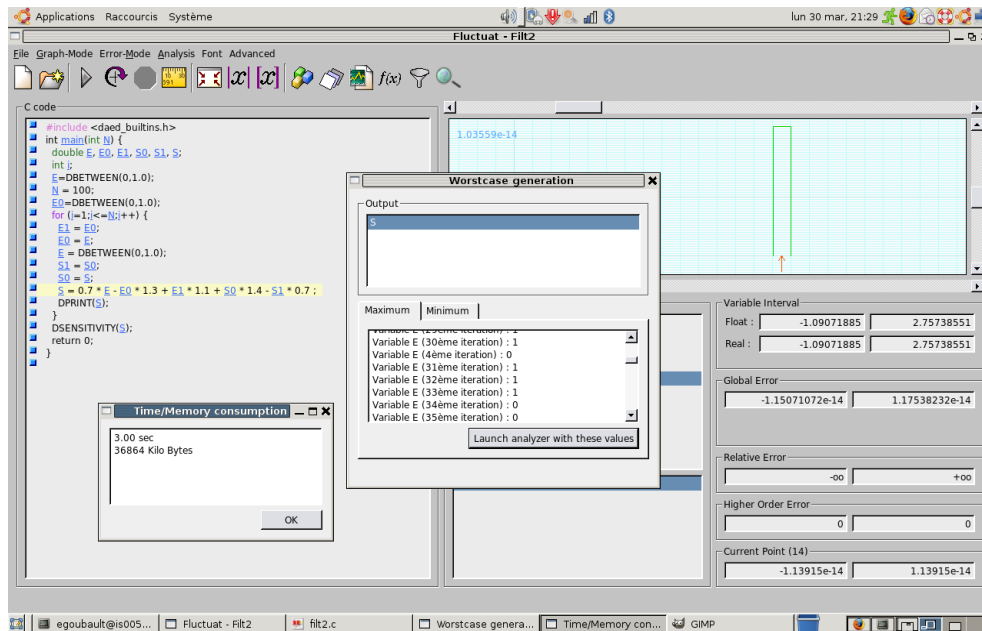 Applications Raccourcis Système
lun 30 mar, 21:29
Fluctuat - Filt2
File Graph-Mode Error-Mode Analysis Font Advanced
|x| [x] f(x)
C code
#include <daed_builtins.h>
int main(int N) {
double E, E0, E1, S0, S1, S;
int i;
E=DBETWEEN(0,1.0);
N = 100;
E0=DBETWEEN(0,1.0);
for (i=1;i<=N;i++) {
E1 = E0;
E0 = E;
E = DBETWEEN(0,1.0);
S1 = S0;
S0 = S;
S = 0.7 * E - E0 * 1.3 + E1 * 1.1 + S0 * 1.4 - S1 * 0.7 ;
DPRINT(S);
}
DSENSITIVITY(S);
return 0;
}
1.03559e-14
Worstcase generation
Output
S
Maximum Minimum
Variable E (29ème iteration) : 1
Variable E (30ème iteration) : 1
Variable E (4ème iteration) : 0
Variable E (31ème iteration) : 1
Variable E (32ème iteration) : 1
Variable E (33ème iteration) : 1
Variable E (34ème iteration) : 0
Variable E (35ème iteration) : 0
Launch analyzer with these values
Time/Memory consumption
3.00 sec
36864 Kilo Bytes
OK
Variable Interval
Float : -1.09071885 2.75738551
Real : -1.09071885 2.75738551
Global Error
-1.15071072e-14 1.17538232e-14
Relative Error
-oo +oo
Higher Order Error
0 0
Current Point (14)
-1.13915e-14 1.13915e-14
egoubault@is005... Fluctuat - Filt2 filt2.c Worstcase genera... Time/Memory con... GIMP